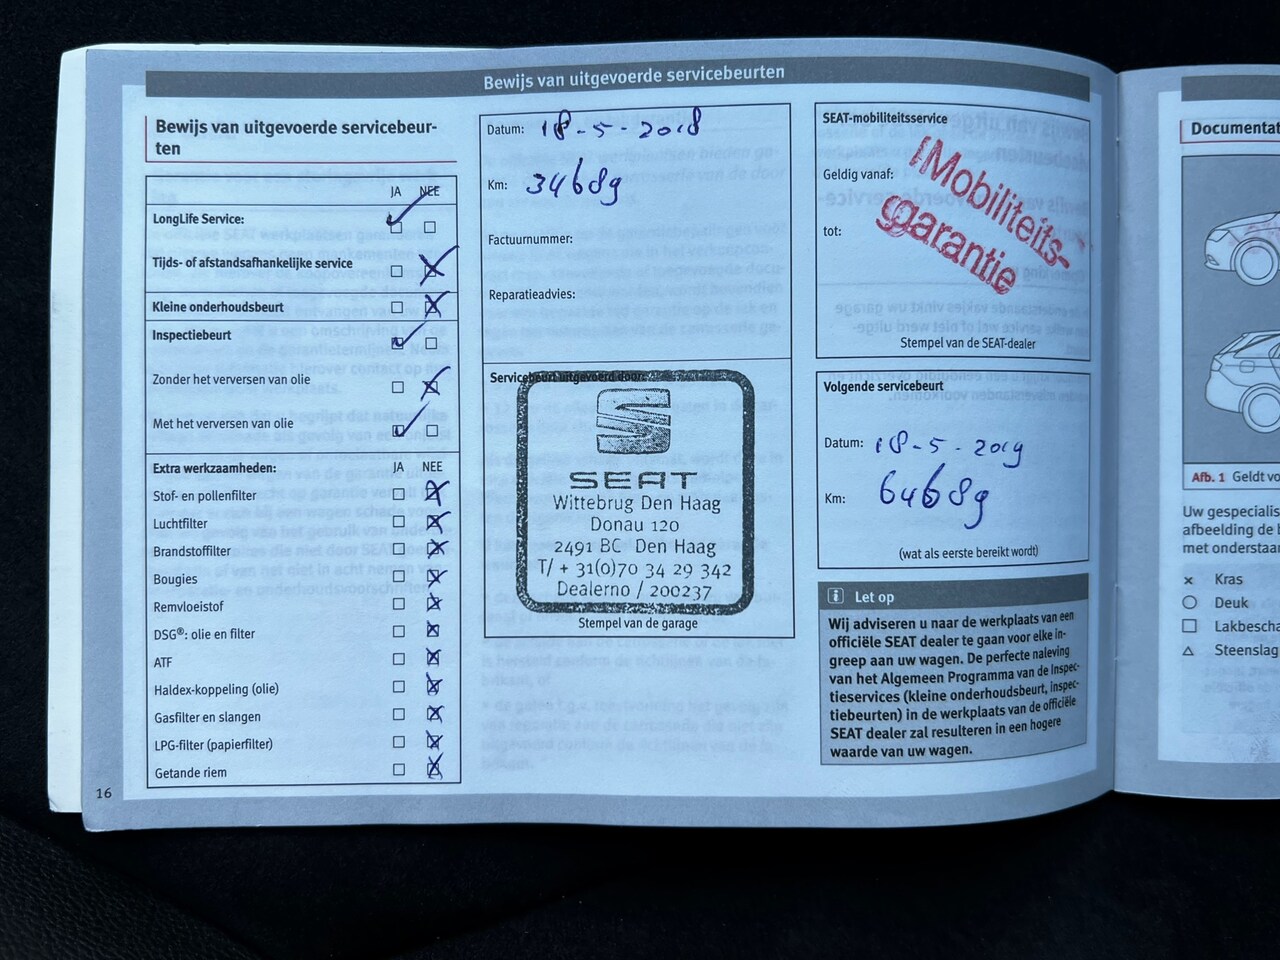 Bewijs van uitgevoerde servicebeurten
Bewijs van uitgevoerde servicebeur-
ten
JA NEE
LongLife Service:
Tijds- of afstandsafhankelijke service
Kleine onderhoudsbeurt
Inspectiebeurt
Zonder het verversen van olie
Met het verversen van olie
Extra werkzaamheden: JA NEE
Stof- en pollenfilter
Luchtfilter
Brandstoffilter
Bougies
Remvloeistof
DSG®: olie en filter
ATF
Haldex-koppeling (olie)
Gasfilter en slangen
LPG-filter (papierfilter)
Getande riem
16
Datum: 18-5-2018
Km: 34689
Factuurnummer:
Reparatieadvies:
Servicebeurt uitgevoerd door:
SEAT
Wittebrug Den Haag
Donau 120
2491 BC Den Haag
T/ + 31(0)70 34 29 342
Dealerno / 200237
Stempel van de garage
SEAT-mobiliteitsservice
Geldig vanaf:
tot:
Mobiliteits-
garantie
Stempel van de SEAT-dealer
Volgende servicebeurt
Datum: 18-5-2019
Km: 64689
(wat als eerste bereikt wordt)
i Let op
Wij adviseren u naar de werkplaats van een
officiële SEAT dealer te gaan voor elke in-
greep aan uw wagen. De perfecte naleving
van het Algemeen Programma van de Inspec-
tieservices (kleine onderhoudsbeurt, inspec-
tiebeurten) in de werkplaats van de officiële
SEAT dealer zal resulteren in een hogere
waarde van uw wagen.
Documentat
Afb. 1 Geldt vo
Uw gespecialis
afbeelding de
met onderstaan
Kras
Deuk
Lakbescha
Steenslag